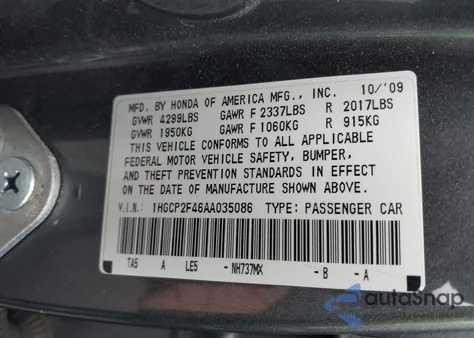 MFD. BY HONDA OF AMERICA MFG., INC. 10/'09
GVWR 4299LBS GAWR F 2337LBS R 2017LBS
GVWR 1950KG GAWR F 1060KG R 915KG
THIS VEHICLE CONFORMS TO ALL APPLICABLE
FEDERAL MOTOR VEHICLE SAFETY, BUMPER,
AND THEFT PREVENTION STANDARDS IN EFFECT
ON THE DATE OF MANUFACTURE SHOWN ABOVE.
V.I.N.: 1HGCP2F46AA035086 TYPE: PASSENGER CAR
TA5 A LE5 - NH737MX - B - A
autoSnap